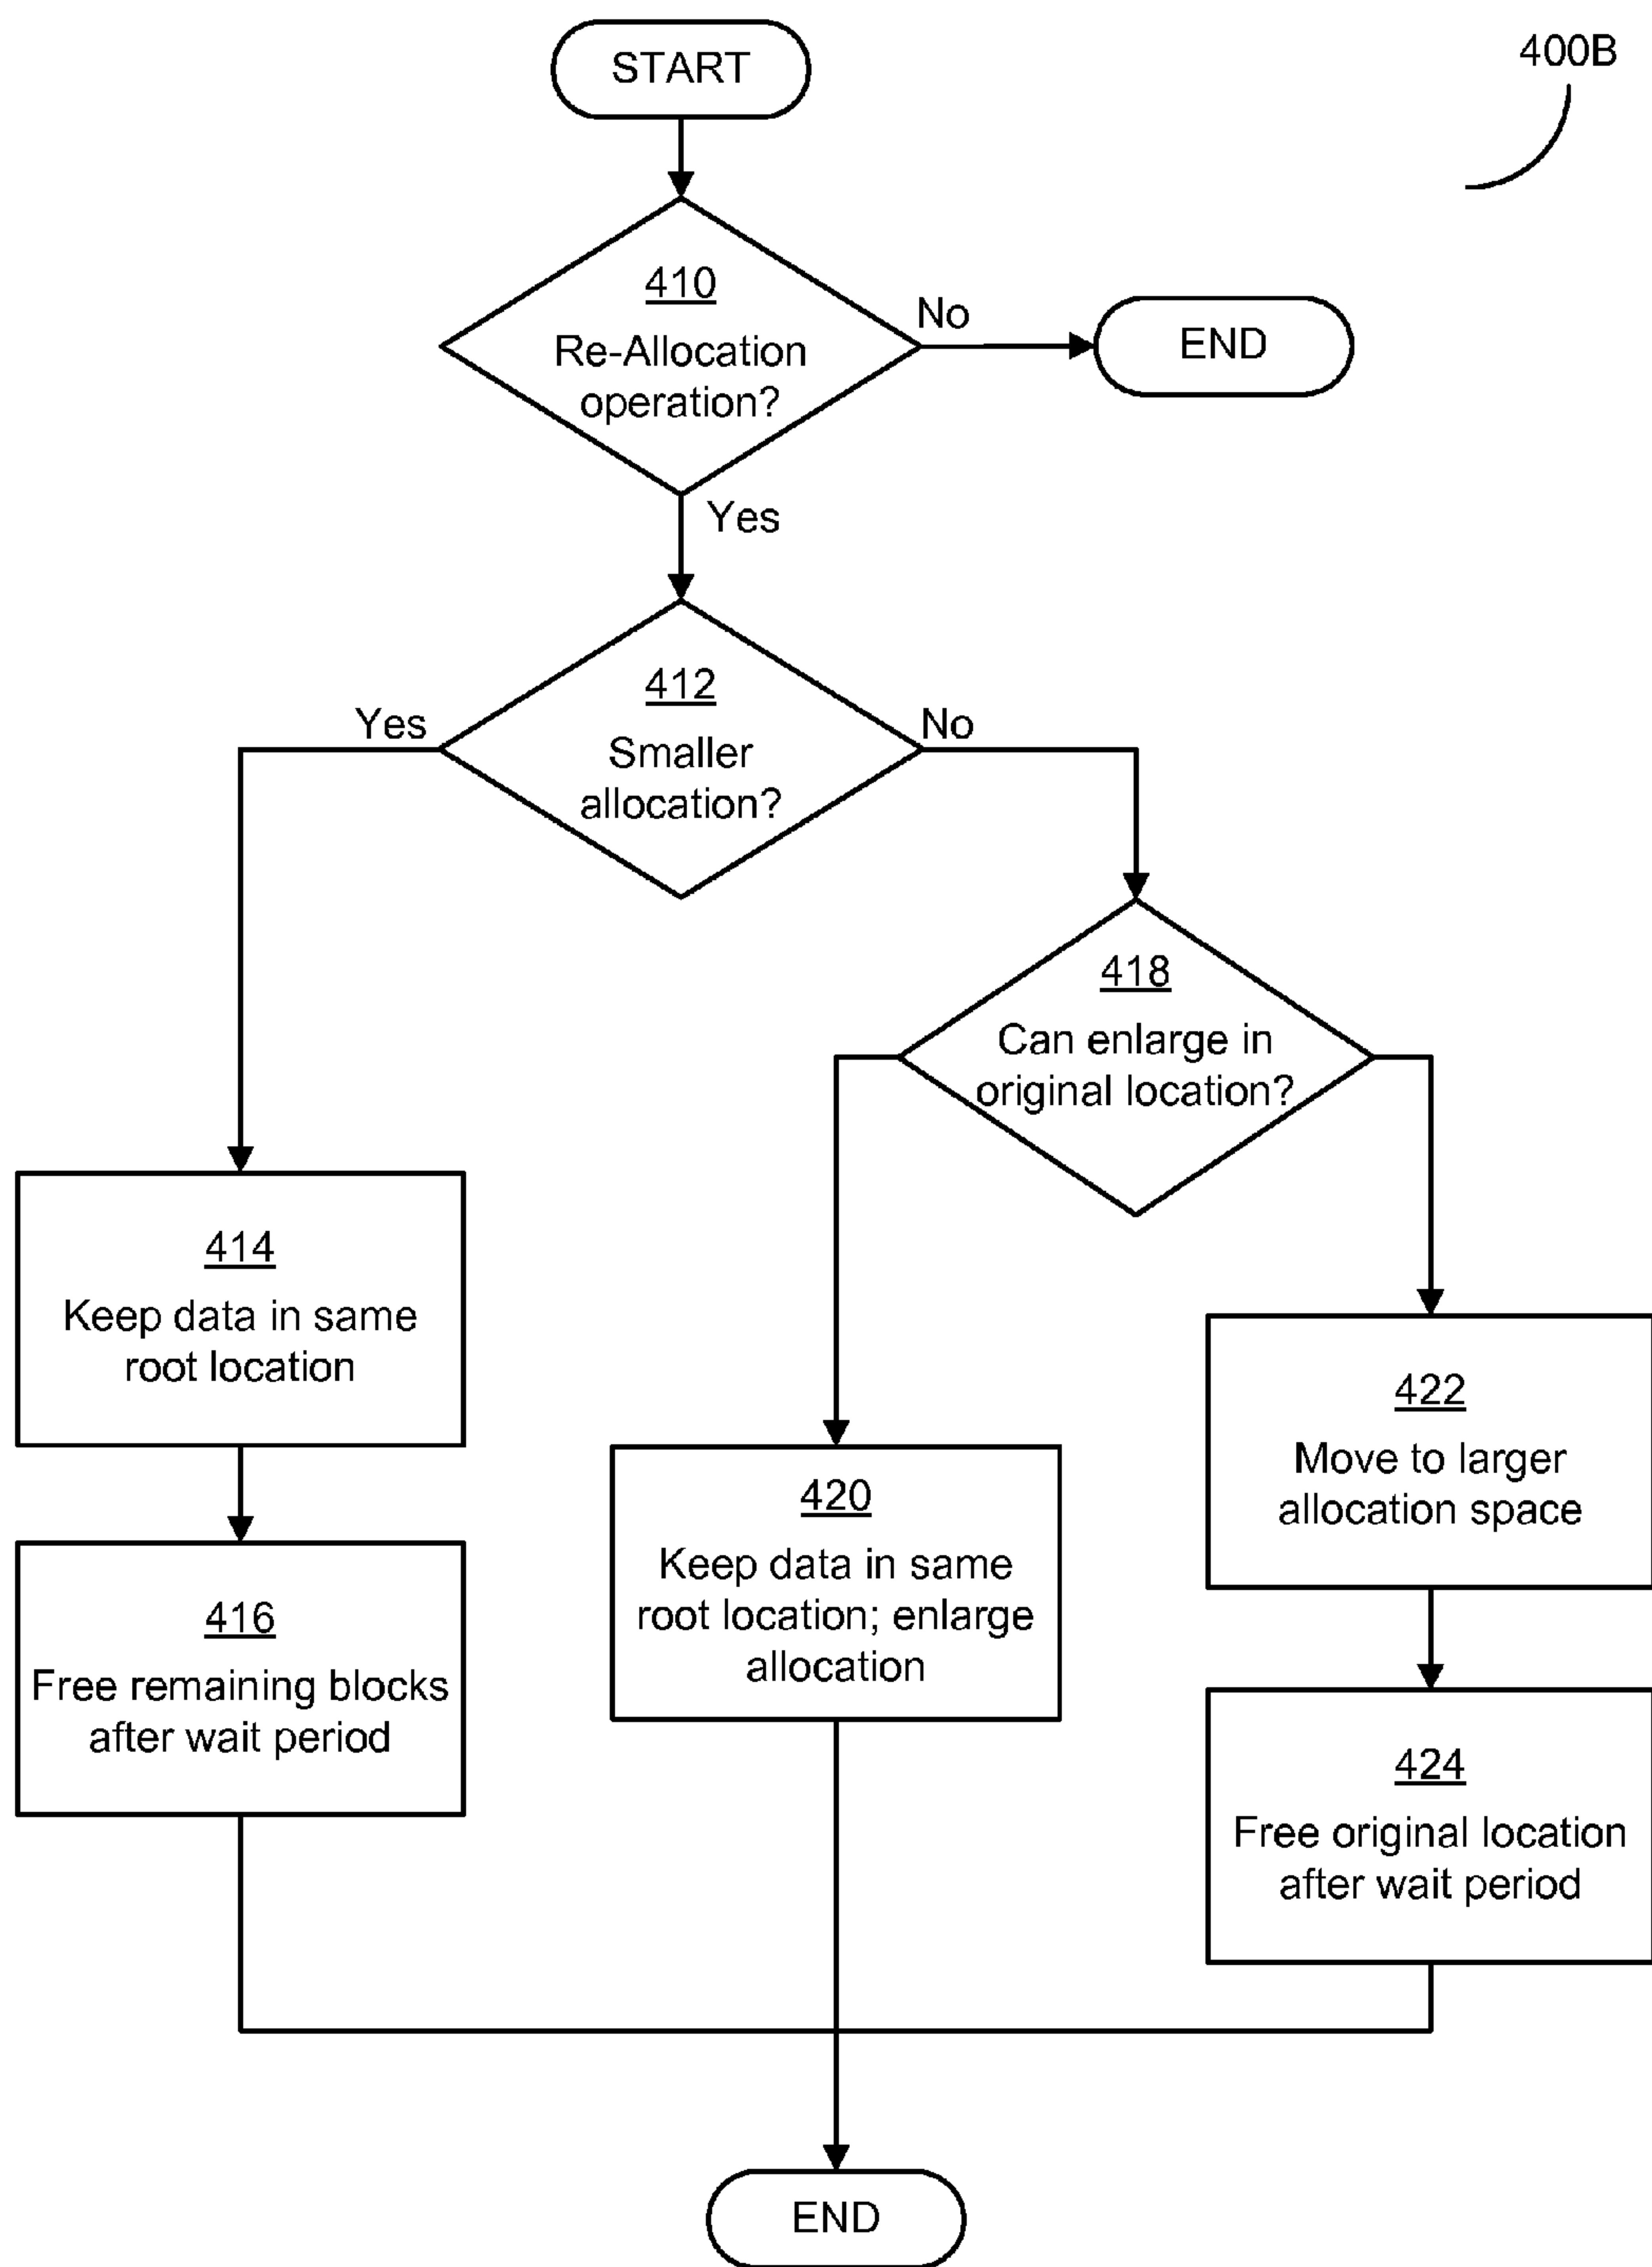 START
400B
410
Re-Allocation
operation?
No
END
Yes
412
Smaller
allocation?
Yes
No
418
Can enlarge in
original location?
414
Keep data in same
root location
422
Move to larger
allocation space
420
Keep data in same
root location; enlarge
allocation
416
Free remaining blocks
after wait period
424
Free original location
after wait period
END